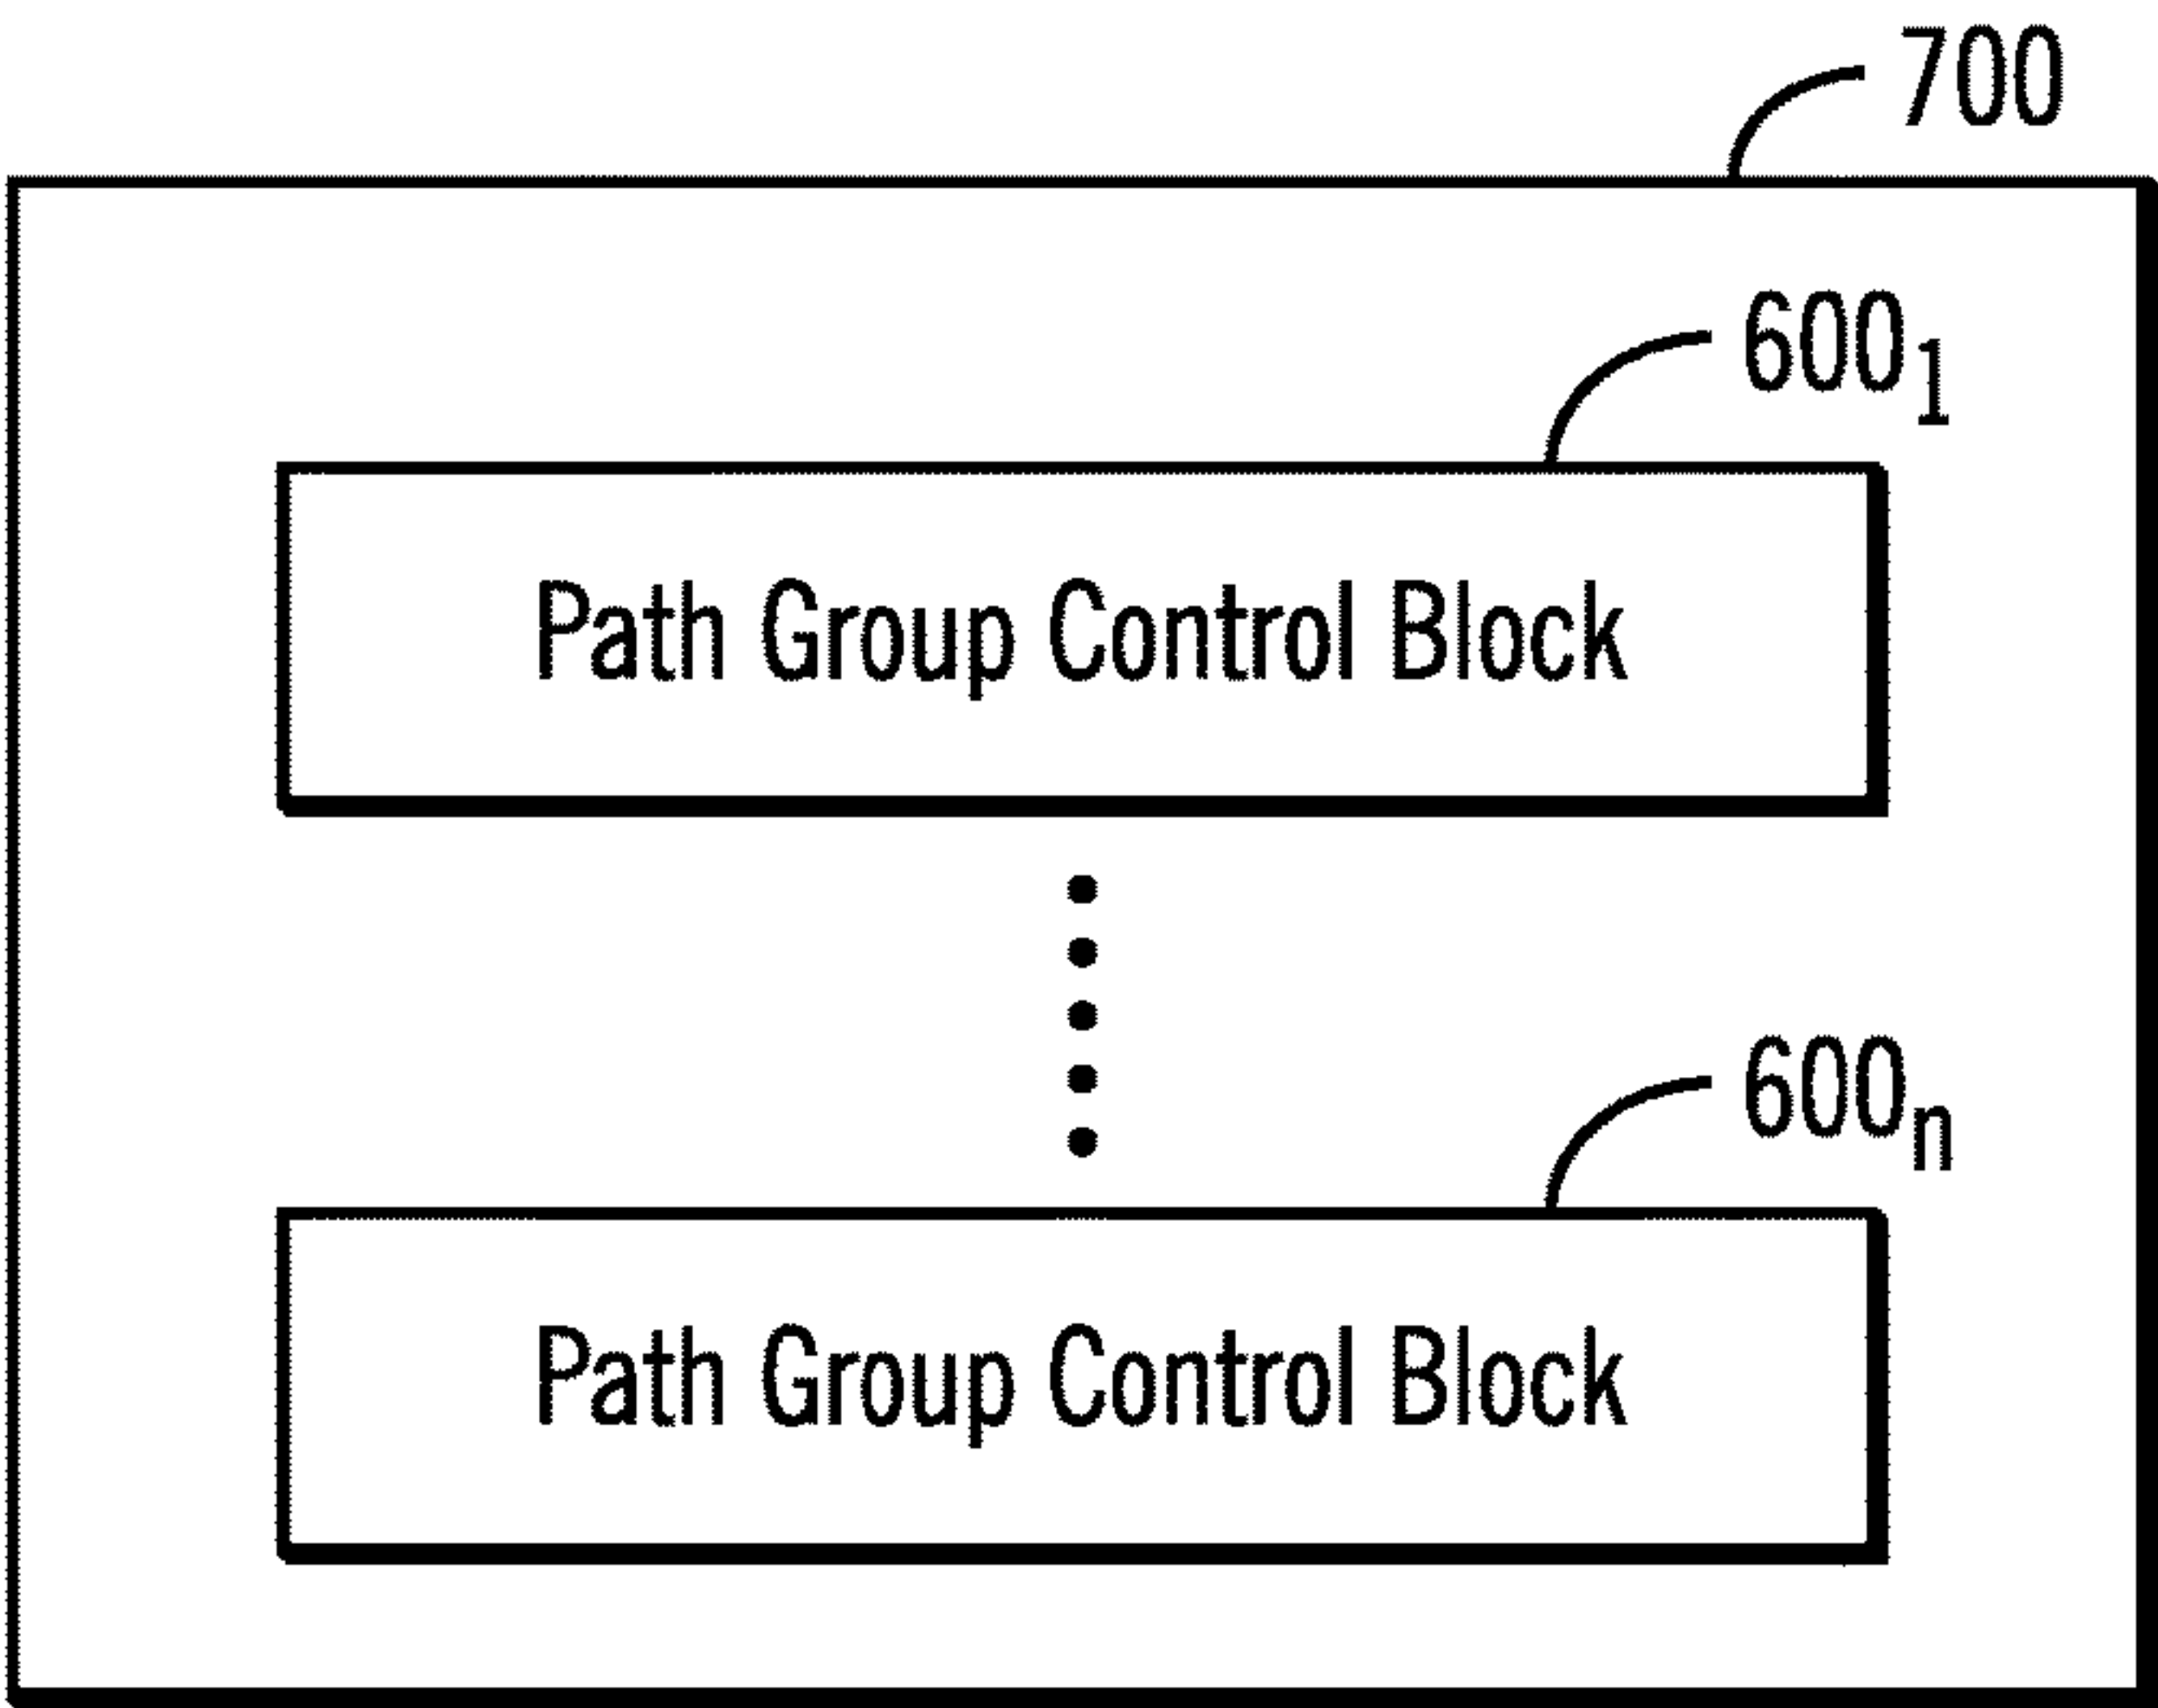 700
600₁
Path Group Control Block
600ₙ
Path Group Control Block